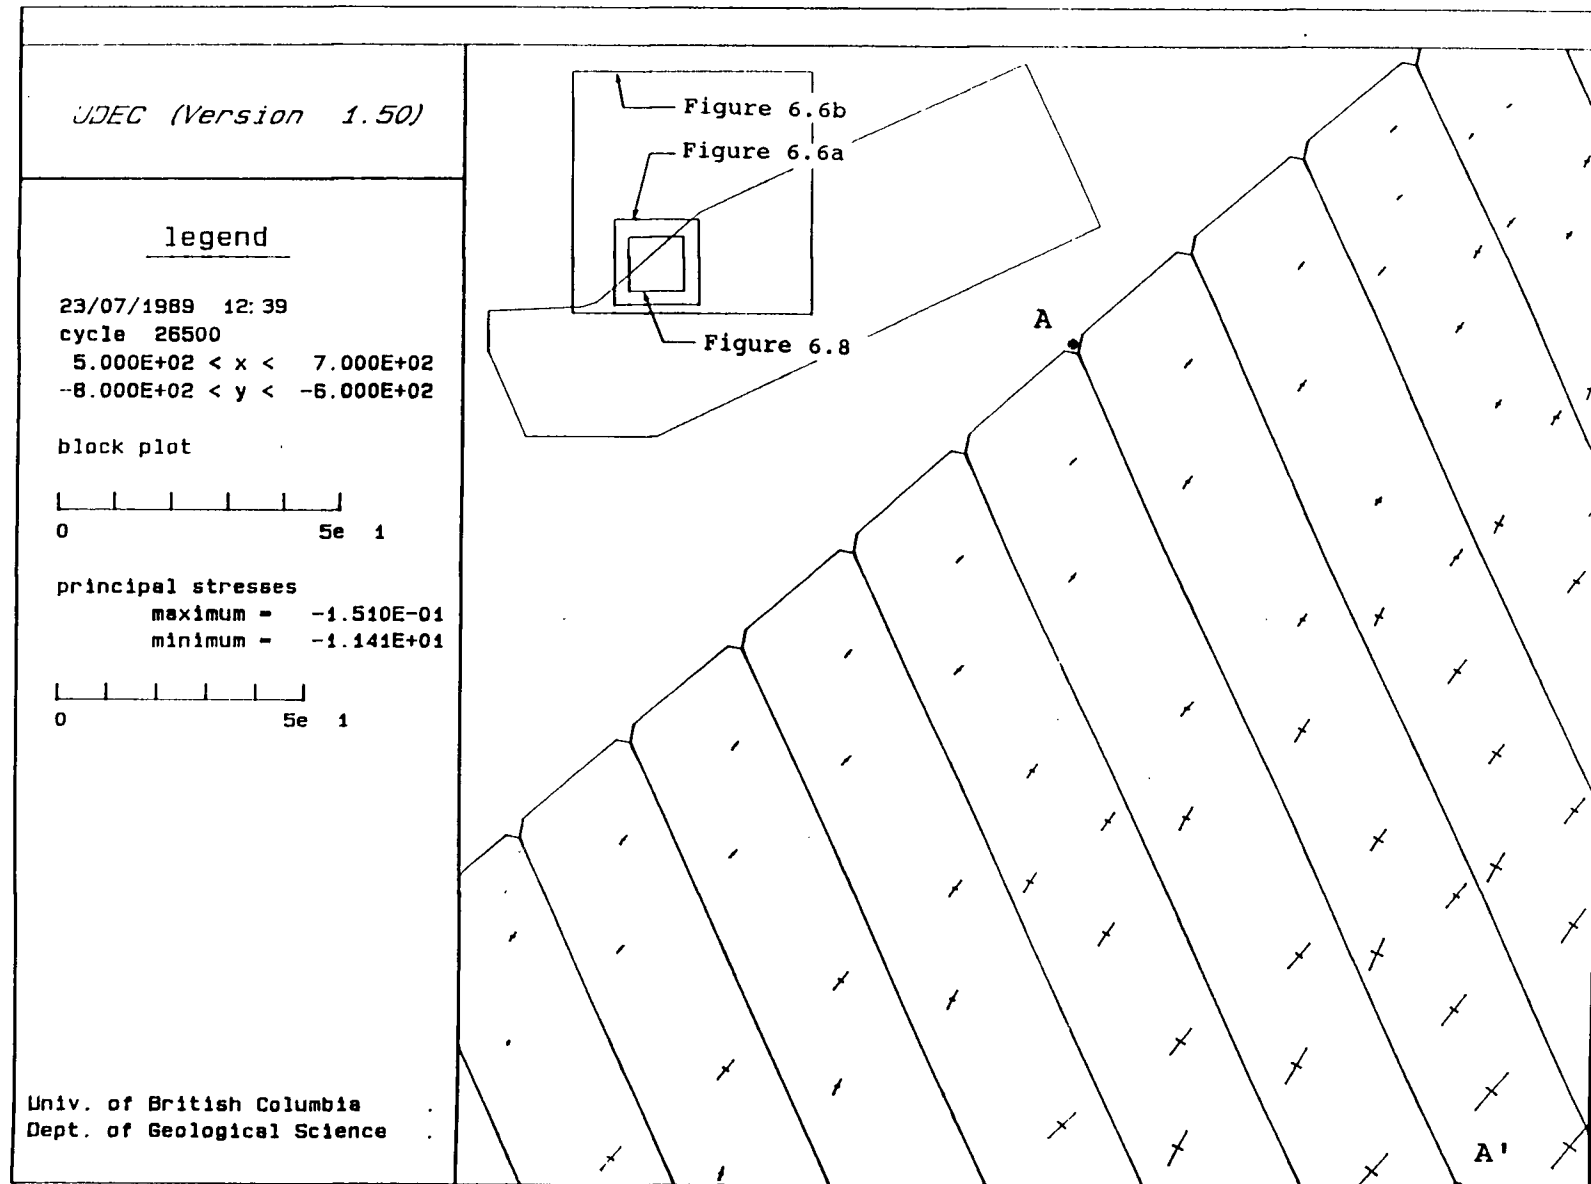 UDEC (Version 1.50)
legend
23/07/1989 12:39
cycle 26500
5.000E+02 < x < 7.000E+02
-8.000E+02 < y < -6.000E+02
block plot
0 5e 1
principal stresses
maximum = -1.510E-01
minimum = -1.141E+01
0 5e 1
Univ. of British Columbia
Dept. of Geological Science
Figure 6.6b
Figure 6.6a
Figure 6.8
A
A'